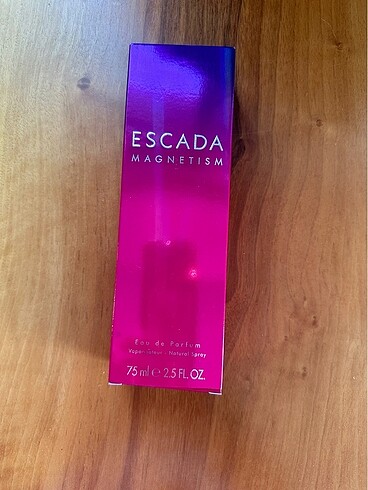 ESCADA
MAGNETISM
Eau de Parfum
Vaporisateur - Natural Spray
75 ml ℮ 2.5 FL.OZ.